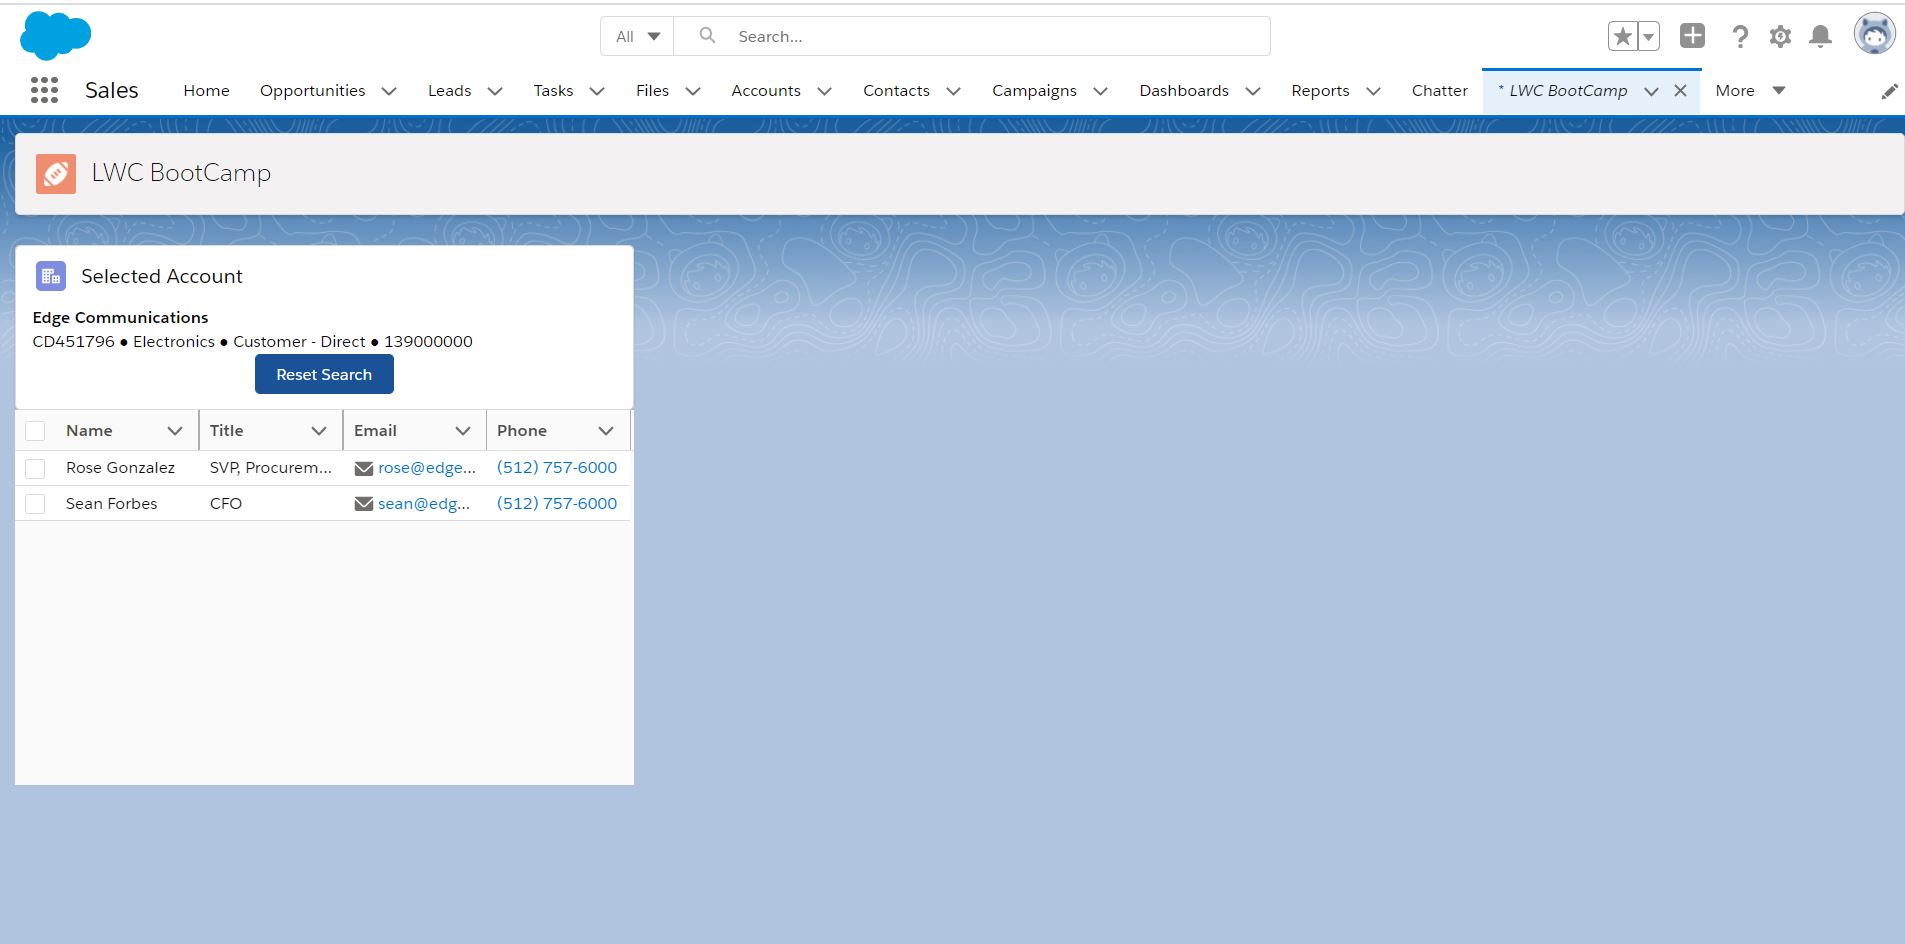 All Search...
Sales Home Opportunities Leads Tasks Files Accounts Contacts Campaigns Dashboards Reports Chatter * LWC BootCamp More
LWC BootCamp
Selected Account
Edge Communications
CD451796 ● Electronics ● Customer - Direct ● 139000000
Reset Search
Name Title Email Phone
Rose Gonzalez SVP, Procurem... rose@edge... (512) 757-6000
Sean Forbes CFO sean@edg... (512) 757-6000